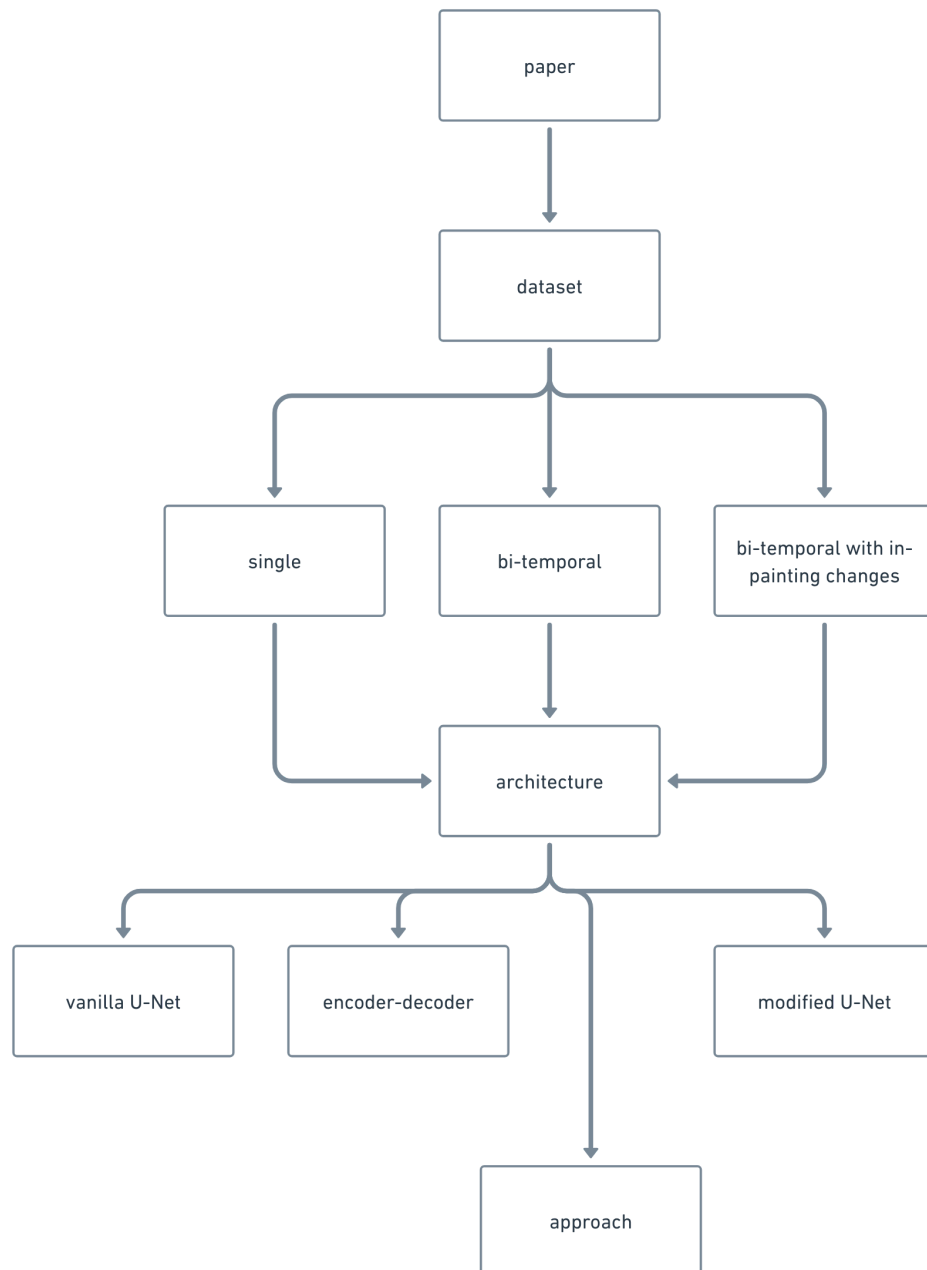 paper
dataset
single
bi-temporal
bi-temporal with in-
painting changes
architecture
vanilla U-Net
encoder-decoder
modified U-Net
approach